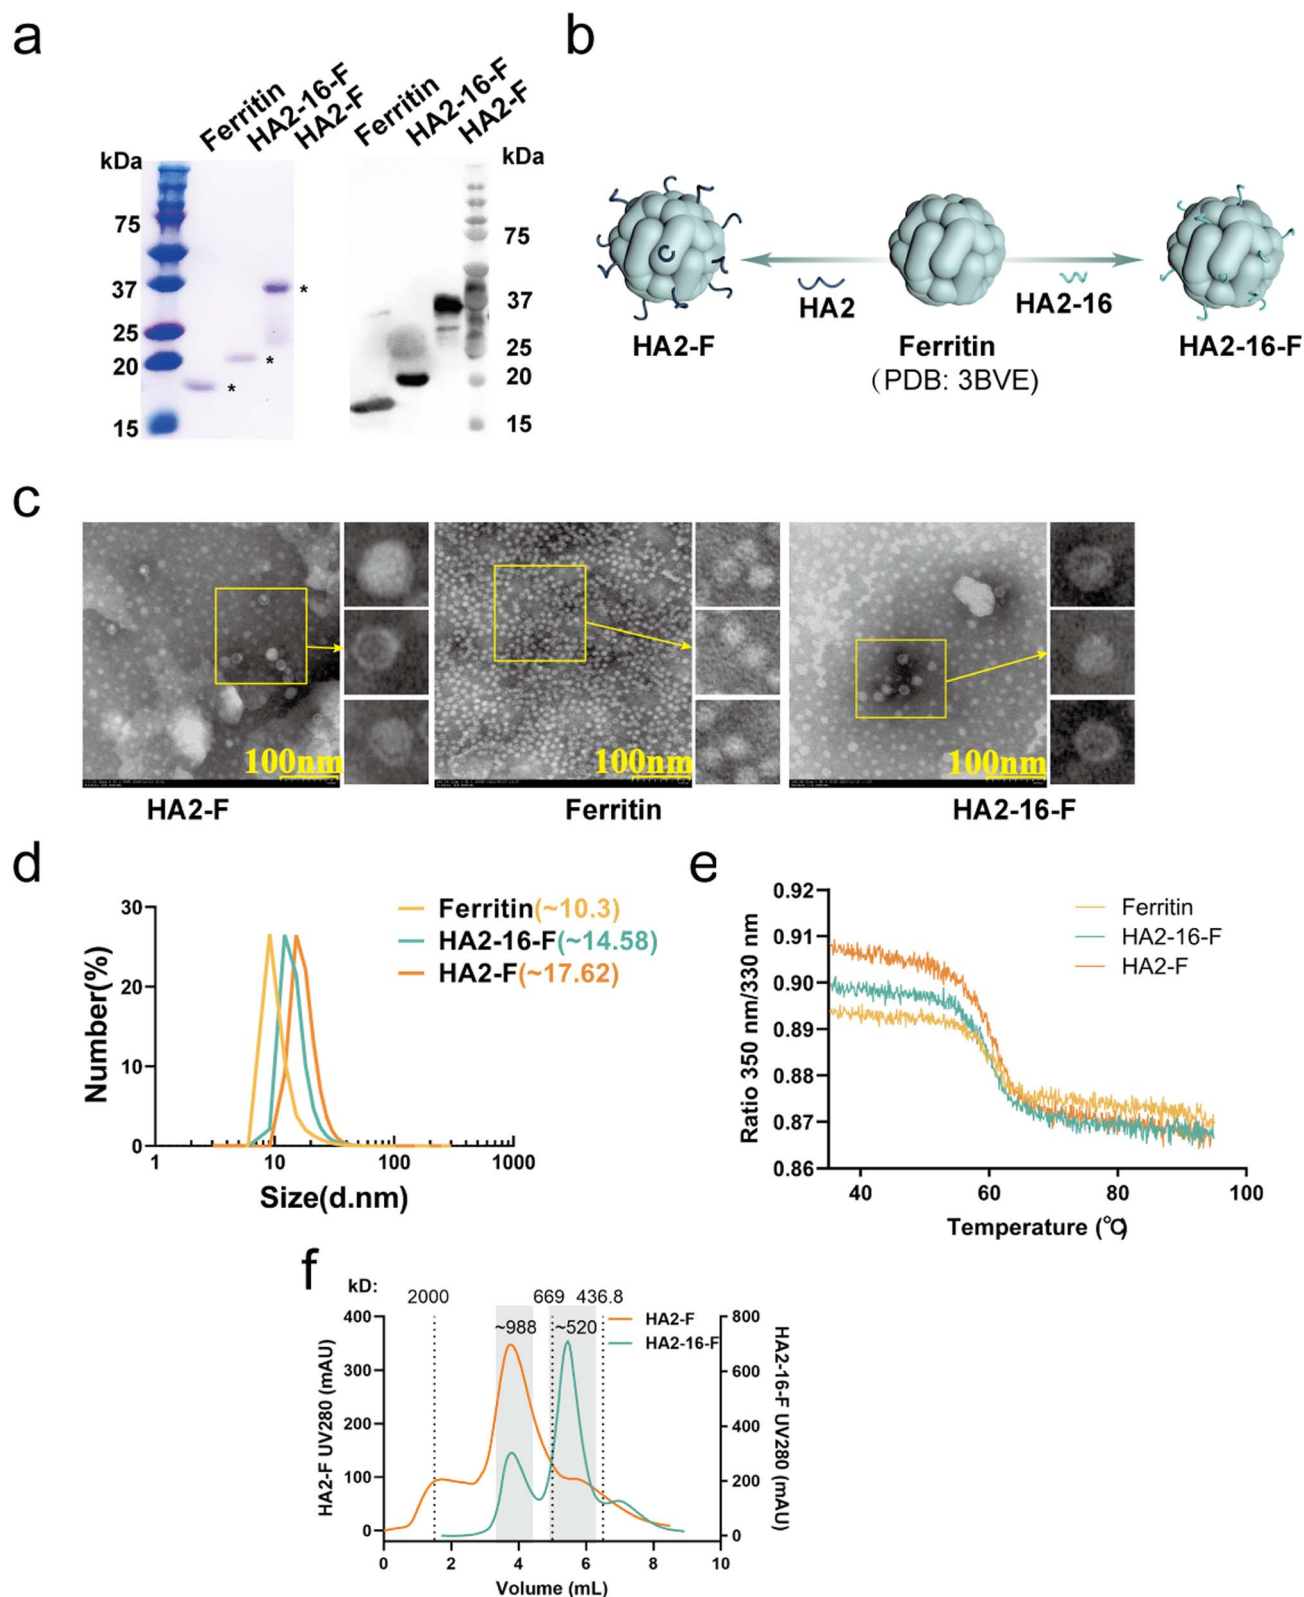 a
Ferritin
HA2-16-F
HA2-F
kDa
75
37
*
25
20
*
*
15
Ferritin
HA2-16-F
HA2-F
kDa
75
37
25
20
15
b
HA2
HA2-16
HA2-F
Ferritin
(PDB: 3BVE)
HA2-16-F
c
100nm
100nm
100nm
HA2-F
Ferritin
HA2-16-F
d
Number(%)
30
20
10
0
1
10
100
1000
Size(d.nm)
Ferritin(~10.3)
HA2-16-F(~14.58)
HA2-F(~17.62)
e
Ratio 350 nm/330 nm
0.92
0.91
0.90
0.89
0.88
0.87
0.86
40
60
80
100
Temperature (℃)
Ferritin
HA2-16-F
HA2-F
f
kD:
2000
669
436.8
~988
~520
HA2-F
HA2-16-F
HA2-F UV280 (mAU)
400
300
200
100
0
0
2
4
6
8
10
Volume (mL)
800
600
400
200
0
HA2-16-F UV280 (mAU)